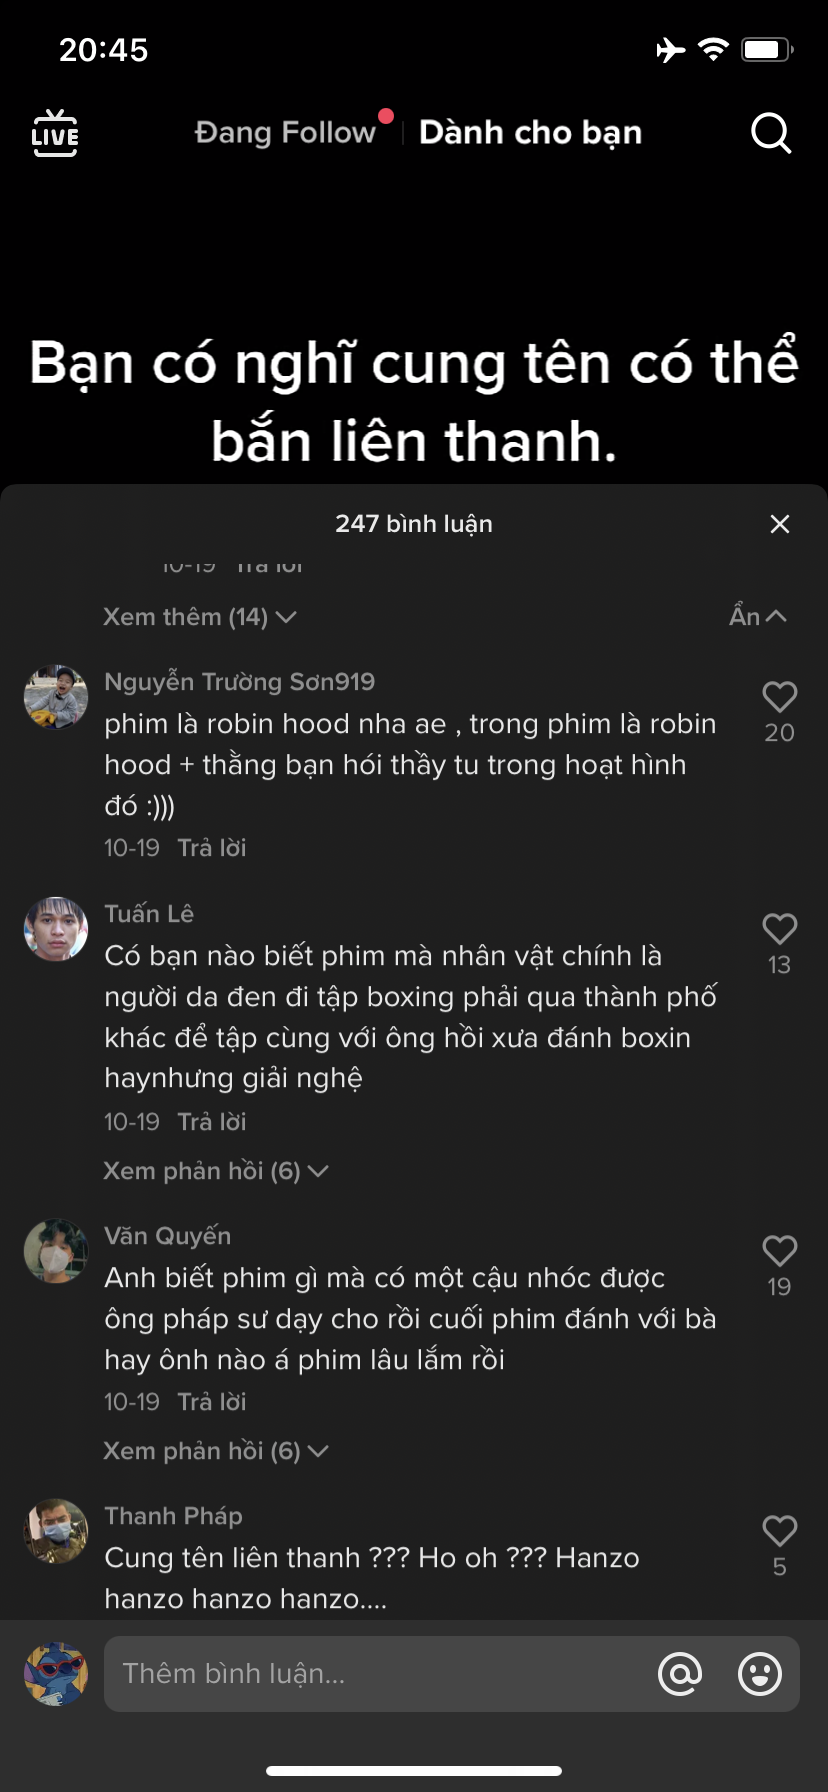 20:45
LIVE
Đang Follow
Dành cho bạn
Bạn có nghĩ cung tên có thể
bắn liên thanh.
247 bình luận
10-19 Trả lời
Xem thêm (14)
Ẩn
Nguyễn Trường Sơn919
phim là robin hood nha ae , trong phim là robin
hood + thằng bạn hói thầy tu trong hoạt hình
đó :)))
20
10-19 Trả lời
Tuấn Lê
Có bạn nào biết phim mà nhân vật chính là
người da đen đi tập boxing phải qua thành phố
khác để tập cùng với ông hồi xưa đánh boxin
haynhưng giải nghệ
13
10-19 Trả lời
Xem phản hồi (6)
Văn Quyến
Anh biết phim gì mà có một cậu nhóc được
ông pháp sư dạy cho rồi cuối phim đánh với bà
hay ônh nào á phim lâu lắm rồi
19
10-19 Trả lời
Xem phản hồi (6)
Thanh Pháp
Cung tên liên thanh ??? Ho oh ??? Hanzo
hanzo hanzo hanzo....
5
Thêm bình luận...